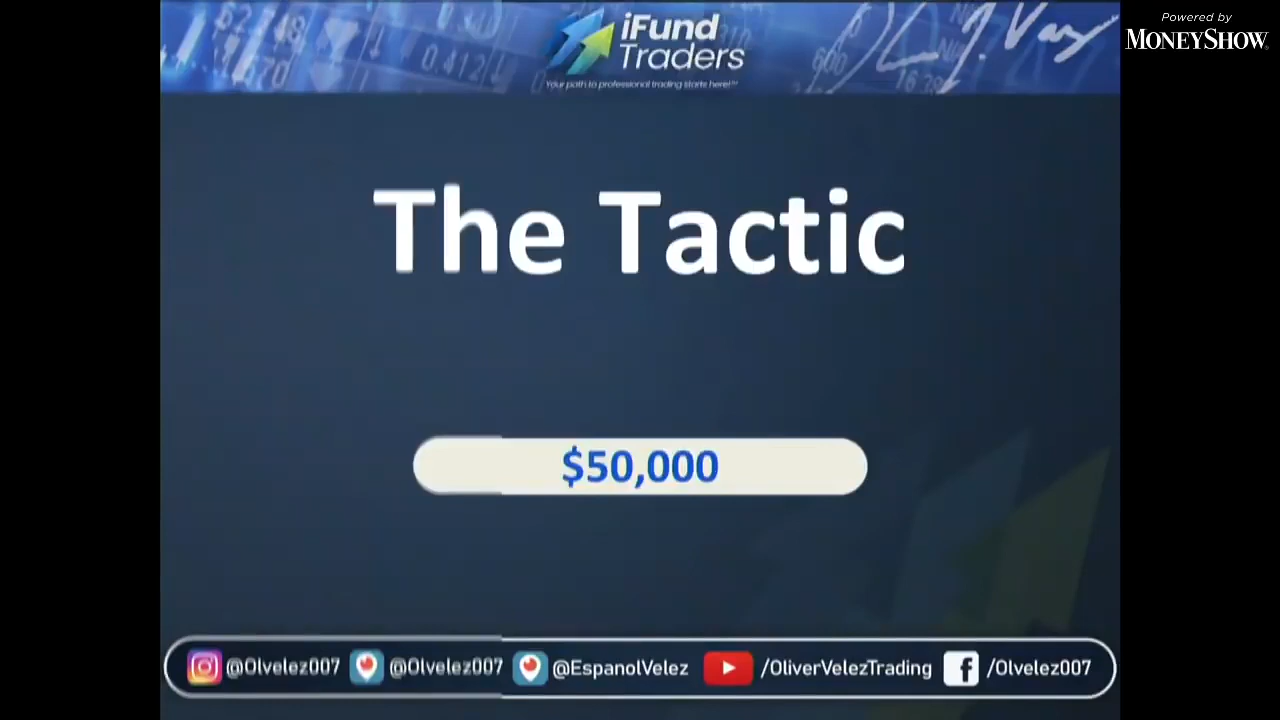 Powered by
MONEYSHOW
iFund
Traders
Your path to professional trading starts here!
The Tactic
$50,000
@Olvelez007 @Olvelez007 @EspanolVelez /OliverVelezTrading /Olvelez007